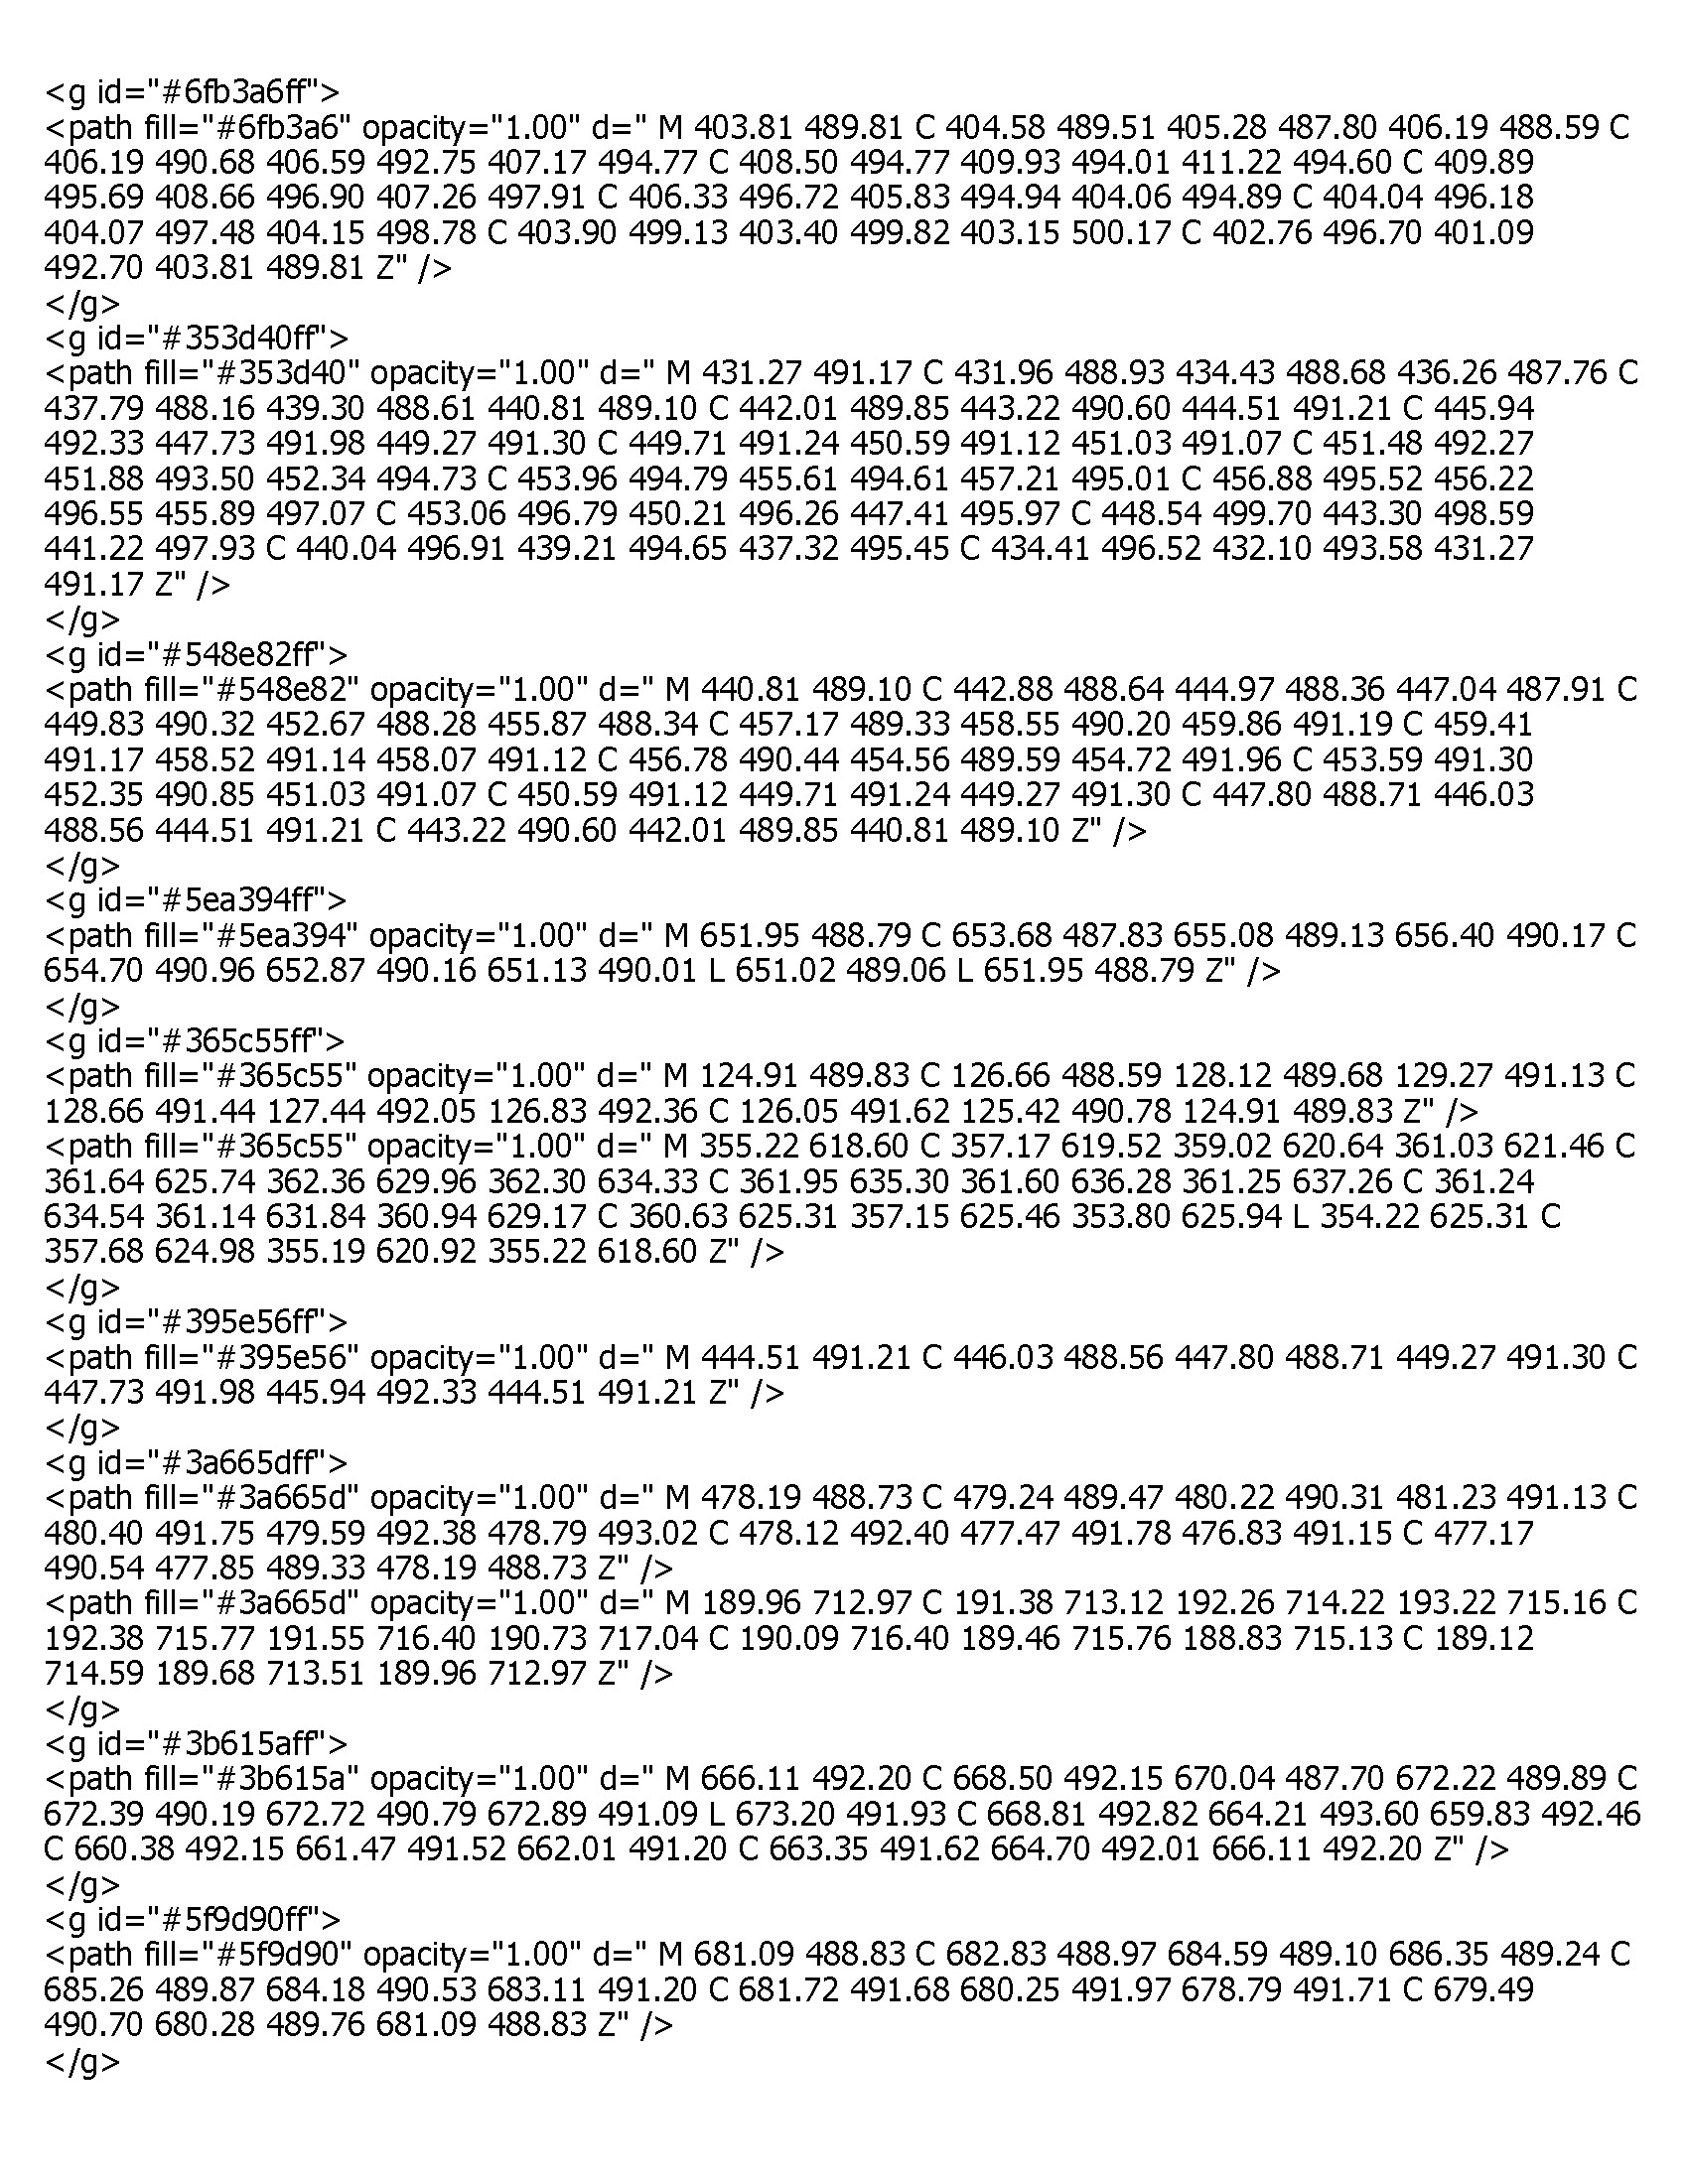 <g id="#6fb3a6ff">
<path fill="#6fb3a6" opacity="1.00" d=" M 403.81 489.81 C 404.58 489.51 405.28 487.80 406.19 488.59 C
406.19 490.68 406.59 492.75 407.17 494.77 C 408.50 494.77 409.93 494.01 411.22 494.60 C 409.89
495.69 408.66 496.90 407.26 497.91 C 406.33 496.72 405.83 494.94 404.06 494.89 C 404.04 496.18
404.07 497.48 404.15 498.78 C 403.90 499.13 403.40 499.82 403.15 500.17 C 402.76 496.70 401.09
492.70 403.81 489.81 Z" />
</g>
<g id="#353d40ff">
<path fill="#353d40" opacity="1.00" d=" M 431.27 491.17 C 431.96 488.93 434.43 488.68 436.26 487.76 C
437.79 488.16 439.30 488.61 440.81 489.10 C 442.01 489.85 443.22 490.60 444.51 491.21 C 445.94
492.33 447.73 491.98 449.27 491.30 C 449.71 491.24 450.59 491.12 451.03 491.07 C 451.48 492.27
451.88 493.50 452.34 494.73 C 453.96 494.79 455.61 494.61 457.21 495.01 C 456.88 495.52 456.22
496.55 455.89 497.07 C 453.06 496.79 450.21 496.26 447.41 495.97 C 448.54 499.70 443.30 498.59
441.22 497.93 C 440.04 496.91 439.21 494.65 437.32 495.45 C 434.41 496.52 432.10 493.58 431.27
491.17 Z" />
</g>
<g id="#548e82ff">
<path fill="#548e82" opacity="1.00" d=" M 440.81 489.10 C 442.88 488.64 444.97 488.36 447.04 487.91 C
449.83 490.32 452.67 488.28 455.87 488.34 C 457.17 489.33 458.55 490.20 459.86 491.19 C 459.41
491.17 458.52 491.14 458.07 491.12 C 456.78 490.44 454.56 489.59 454.72 491.96 C 453.59 491.30
452.35 490.85 451.03 491.07 C 450.59 491.12 449.71 491.24 449.27 491.30 C 447.80 488.71 446.03
488.56 444.51 491.21 C 443.22 490.60 442.01 489.85 440.81 489.10 Z" />
</g>
<g id="#5ea394ff">
<path fill="#5ea394" opacity="1.00" d=" M 651.95 488.79 C 653.68 487.83 655.08 489.13 656.40 490.17 C
654.70 490.96 652.87 490.16 651.13 490.01 L 651.02 489.06 L 651.95 488.79 Z" />
</g>
<g id="#365c55ff">
<path fill="#365c55" opacity="1.00" d=" M 124.91 489.83 C 126.66 488.59 128.12 489.68 129.27 491.13 C
128.66 491.44 127.44 492.05 126.83 492.36 C 126.05 491.62 125.42 490.78 124.91 489.83 Z" />
<path fill="#365c55" opacity="1.00" d=" M 355.22 618.60 C 357.17 619.52 359.02 620.64 361.03 621.46 C
361.64 625.74 362.36 629.96 362.30 634.33 C 361.95 635.30 361.60 636.28 361.25 637.26 C 361.24
634.54 361.14 631.84 360.94 629.17 C 360.63 625.31 357.15 625.46 353.80 625.94 L 354.22 625.31 C
357.68 624.98 355.19 620.92 355.22 618.60 Z" />
</g>
<g id="#395e56ff">
<path fill="#395e56" opacity="1.00" d=" M 444.51 491.21 C 446.03 488.56 447.80 488.71 449.27 491.30 C
447.73 491.98 445.94 492.33 444.51 491.21 Z" />
</g>
<g id="#3a665dff">
<path fill="#3a665d" opacity="1.00" d=" M 478.19 488.73 C 479.24 489.47 480.22 490.31 481.23 491.13 C
480.40 491.75 479.59 492.38 478.79 493.02 C 478.12 492.40 477.47 491.78 476.83 491.15 C 477.17
490.54 477.85 489.33 478.19 488.73 Z" />
<path fill="#3a665d" opacity="1.00" d=" M 189.96 712.97 C 191.38 713.12 192.26 714.22 193.22 715.16 C
192.38 715.77 191.55 716.40 190.73 717.04 C 190.09 716.40 189.46 715.76 188.83 715.13 C 189.12
714.59 189.68 713.51 189.96 712.97 Z" />
</g>
<g id="#3b615aff">
<path fill="#3b615a" opacity="1.00" d=" M 666.11 492.20 C 668.50 492.15 670.04 487.70 672.22 489.89 C
672.39 490.19 672.72 490.79 672.89 491.09 L 673.20 491.93 C 668.81 492.82 664.21 493.60 659.83 492.46
C 660.38 492.15 661.47 491.52 662.01 491.20 C 663.35 491.62 664.70 492.01 666.11 492.20 Z" />
</g>
<g id="#5f9d90ff">
<path fill="#5f9d90" opacity="1.00" d=" M 681.09 488.83 C 682.83 488.97 684.59 489.10 686.35 489.24 C
685.26 489.87 684.18 490.53 683.11 491.20 C 681.72 491.68 680.25 491.97 678.79 491.71 C 679.49
490.70 680.28 489.76 681.09 488.83 Z" />
</g>